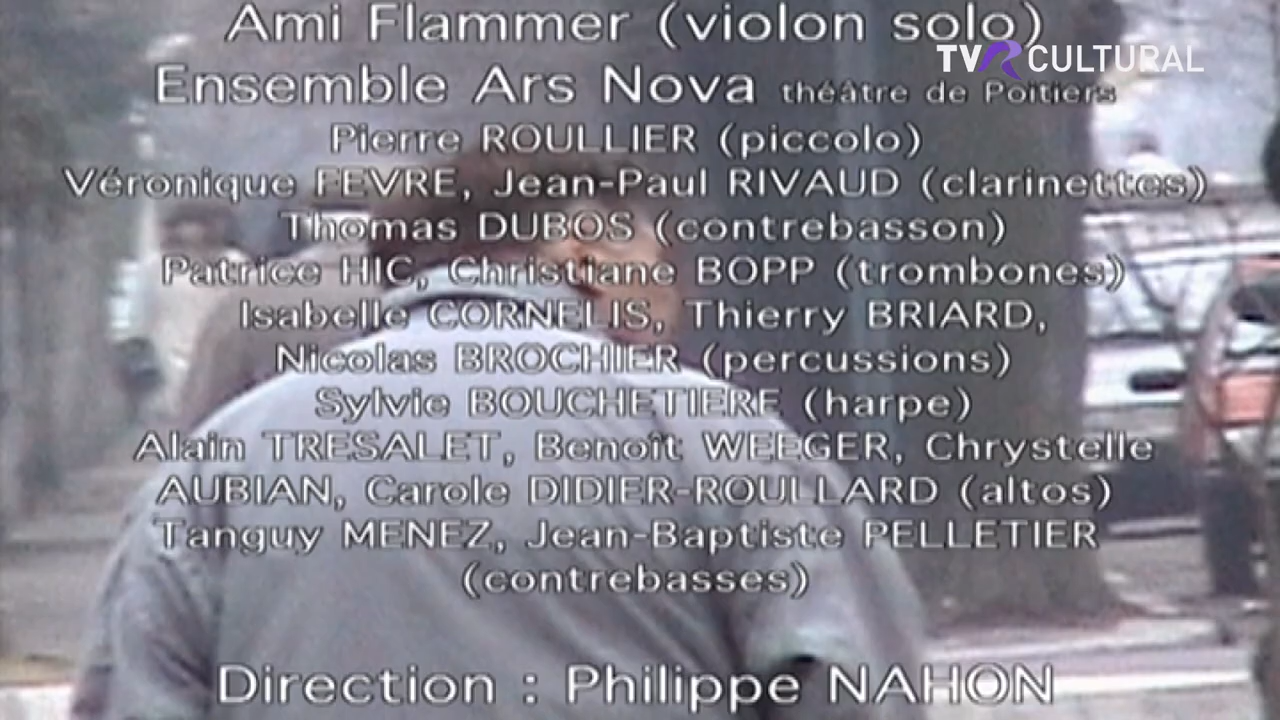 Ami Flammer (violon solo)
TVR CULTURAL
Ensemble Ars Nova théâtre de Poitiers
Pierre ROULLIER (piccolo)
Véronique FEVRE, Jean-Paul RIVAUD (clarinettes)
Thomas DUBOS (contrebasson)
Patrice HIC, Christiane BOPP (trombones)
Isabelle CORNELIS, Thierry BRIARD,
Nicolas BROCHIER (percussions)
Sylvie BOUCHETIERE (harpe)
Alain TRESALET, Benoît WEEGER, Chrystelle
AUBIAN, Carole DIDIER-ROULLARD (altos)
Tanguy MENEZ, Jean-Baptiste PELLETIER
(contrebasses)
Direction : Philippe NAHON